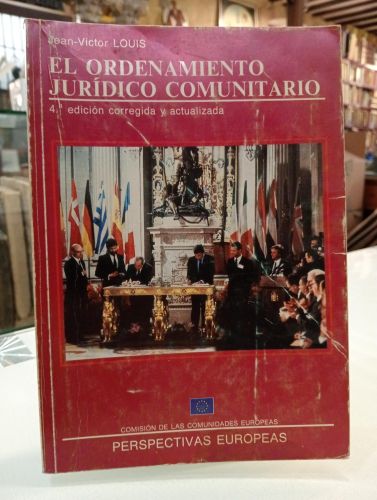 Jean-Victor LOUIS
EL ORDENAMIENTO
JURÍDICO COMUNITARIO
4.ª edición corregida y actualizada
COMISIÓN DE LAS COMUNIDADES EUROPEAS
PERSPECTIVAS EUROPEAS